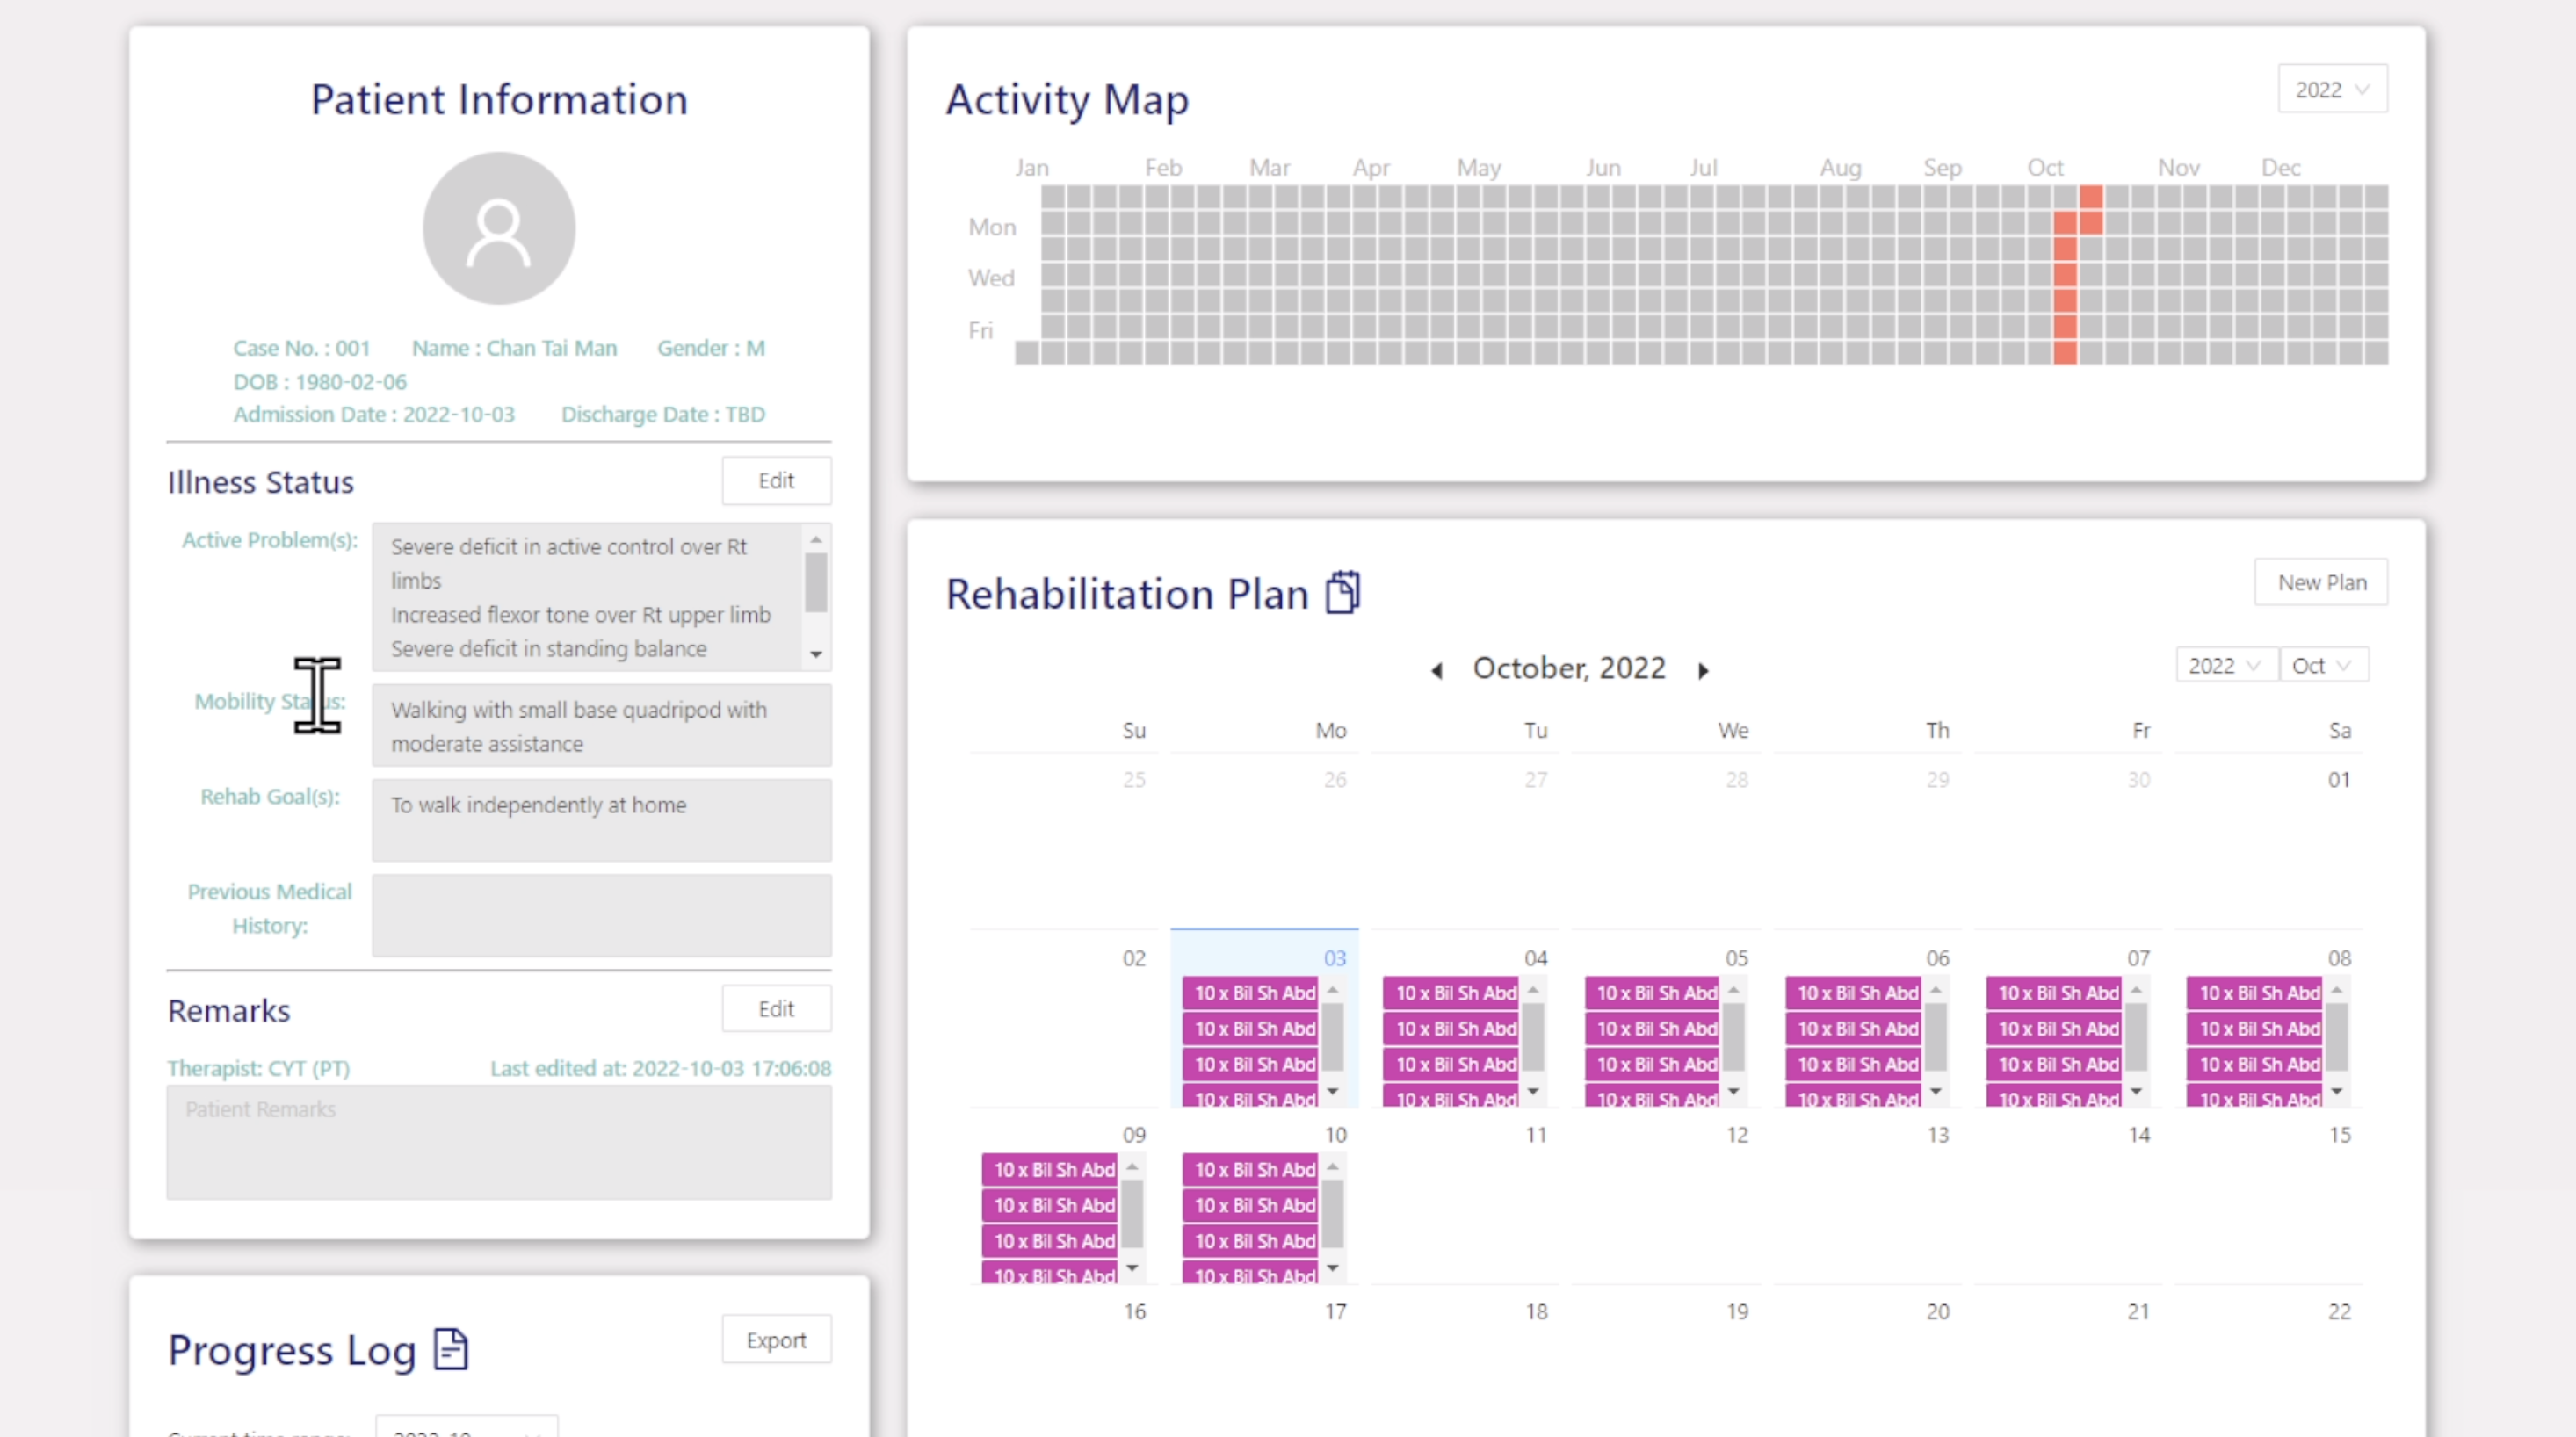 Patient Information
Case No. : 001 Name : Chan Tai Man Gender : M
DOB : 1980-02-06
Admission Date : 2022-10-03 Discharge Date : TBD
Illness Status
Edit
Active Problem(s):
Severe deficit in active control over Rt
limbs
Increased flexor tone over Rt upper limb
Severe deficit in standing balance
Mobility Status:
Walking with small base quadripod with
moderate assistance
Rehab Goal(s):
To walk independently at home
Previous Medical
History:
Remarks
Edit
Therapist: CYT (PT) Last edited at: 2022-10-03 17:06:08
Patient Remarks
Progress Log
Export
Current time range:
2022-10
Activity Map
2022
Jan Feb Mar Apr May Jun Jul Aug Sep Oct Nov Dec
Mon
Wed
Fri
Rehabilitation Plan
New Plan
October, 2022
2022 Oct
Su Mo Tu We Th Fr Sa
25 26 27 28 29 30 01
02 03 04 05 06 07 08
10 x Bil Sh Abd 10 x Bil Sh Abd 10 x Bil Sh Abd 10 x Bil Sh Abd 10 x Bil Sh Abd 10 x Bil Sh Abd
10 x Bil Sh Abd 10 x Bil Sh Abd 10 x Bil Sh Abd 10 x Bil Sh Abd 10 x Bil Sh Abd 10 x Bil Sh Abd
10 x Bil Sh Abd 10 x Bil Sh Abd 10 x Bil Sh Abd 10 x Bil Sh Abd 10 x Bil Sh Abd 10 x Bil Sh Abd
10 x Bil Sh Abd 10 x Bil Sh Abd 10 x Bil Sh Abd 10 x Bil Sh Abd 10 x Bil Sh Abd 10 x Bil Sh Abd
09 10 11 12 13 14 15
10 x Bil Sh Abd 10 x Bil Sh Abd
10 x Bil Sh Abd 10 x Bil Sh Abd
10 x Bil Sh Abd 10 x Bil Sh Abd
10 x Bil Sh Abd 10 x Bil Sh Abd
16 17 18 19 20 21 22